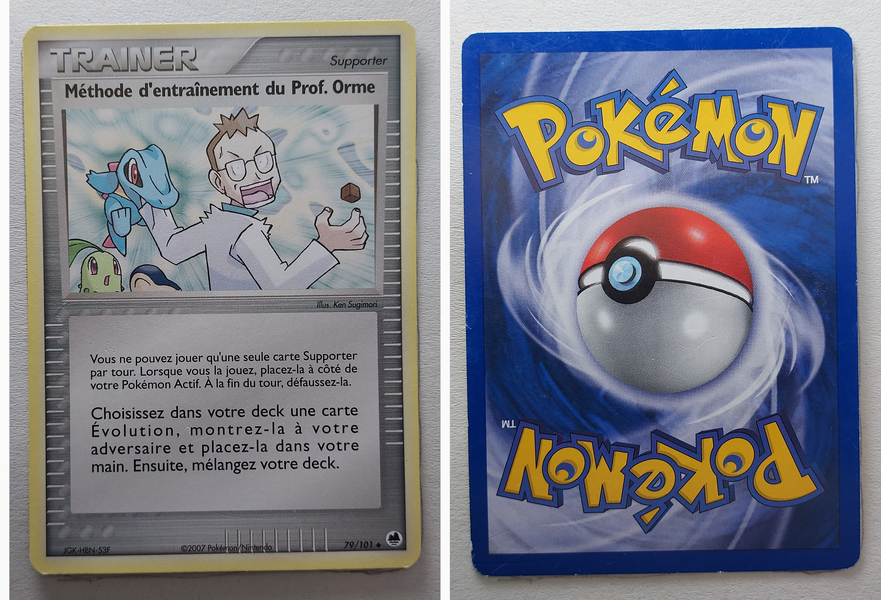 TRAINER
Supporter
Méthode d'entraînement du Prof. Orme
Illus. Ken Sugimori
Vous ne pouvez jouer qu'une seule carte Supporter
par tour. Lorsque vous la jouez, placez-la à côté de
votre Pokémon Actif. À la fin du tour, défaussez-la.
Choisissez dans votre deck une carte
Évolution, montrez-la à votre
adversaire et placez-la dans votre
main. Ensuite, mélangez votre deck.
JGK-HBN-53F
©2007 Pokémon/Nintendo
79/101
POKéMON
TM
POKéMON
TM